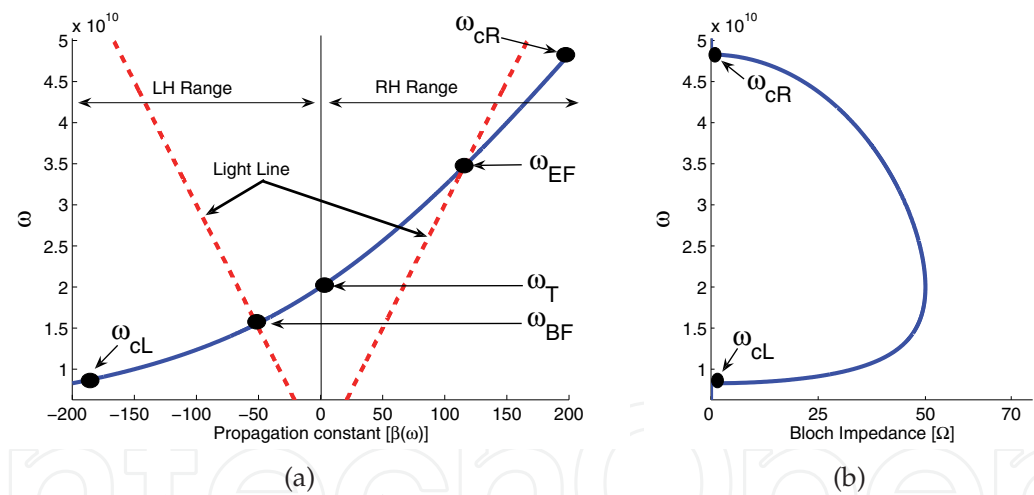 x 10^10
5
4.5
4
3.5
3
2.5
2
1.5
1
ω
LH Range
RH Range
Light Line
ω_cR
ω_EF
ω_T
ω_BF
ω_cL
−200 −150 −100 −50 0 50 100 150 200
Propagation constant [β(ω)]
(a)
x 10^10
5
4.5
4
3.5
3
2.5
2
1.5
1
ω
ω_cR
ω_cL
0 25 50 70
Bloch Impedance [Ω]
(b)